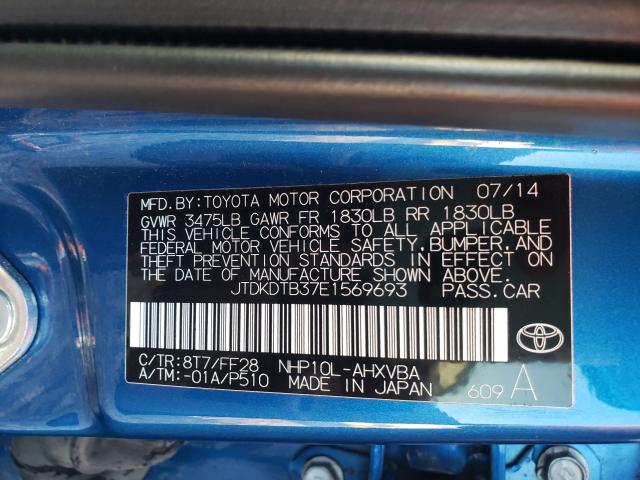 MFD.BY:TOYOTA MOTOR CORPORATION 07/14
GVWR 3475LB GAWR FR 1830LB RR 1830LB
THIS VEHICLE CONFORMS TO ALL APPLICABLE
FEDERAL MOTOR VEHICLE SAFETY,BUMPER,AND
THEFT PREVENTION STANDARDS IN EFFECT ON
THE DATE OF MANUFACTURE SHOWN ABOVE.
JTDKDTB37E1569693 PASS.CAR
C/TR:8T7/FF28 NHP10L-AHXVBA
A/TM:-01A/P510 MADE IN JAPAN 609 A